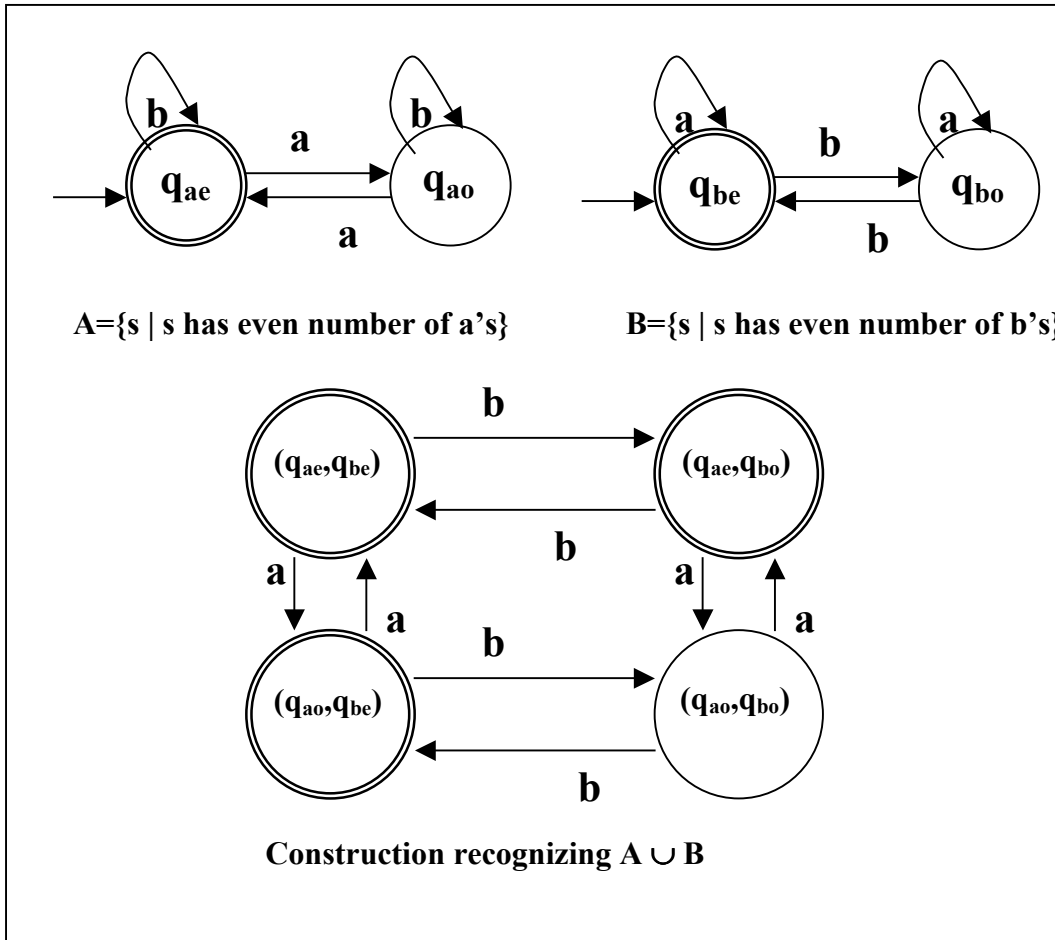 b b a a
a b
q_ae q_ao q_be q_bo
a b
A={s | s has even number of a’s} B={s | s has even number of b’s}
b
(q_ae,q_be) (q_ae,q_bo)
b
a a
a a
b
(q_ao,q_be) (q_ao,q_bo)
b
Construction recognizing A ∪ B